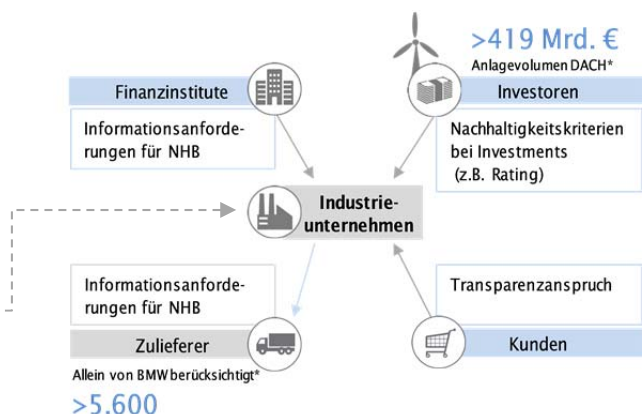 >419 Mrd. €
Anlagevolumen DACH*
Finanzinstitute
Informationsanforde-
rungen für NHB
Investoren
Nachhaltigkeitskriterien
bei Investments
(z.B. Rating)
Industrie-
unternehmen
Informationsanforde-
rungen für NHB
Zulieferer
Allein von BMW berücksichtigt*
>5.600
Transparenzanspruch
Kunden